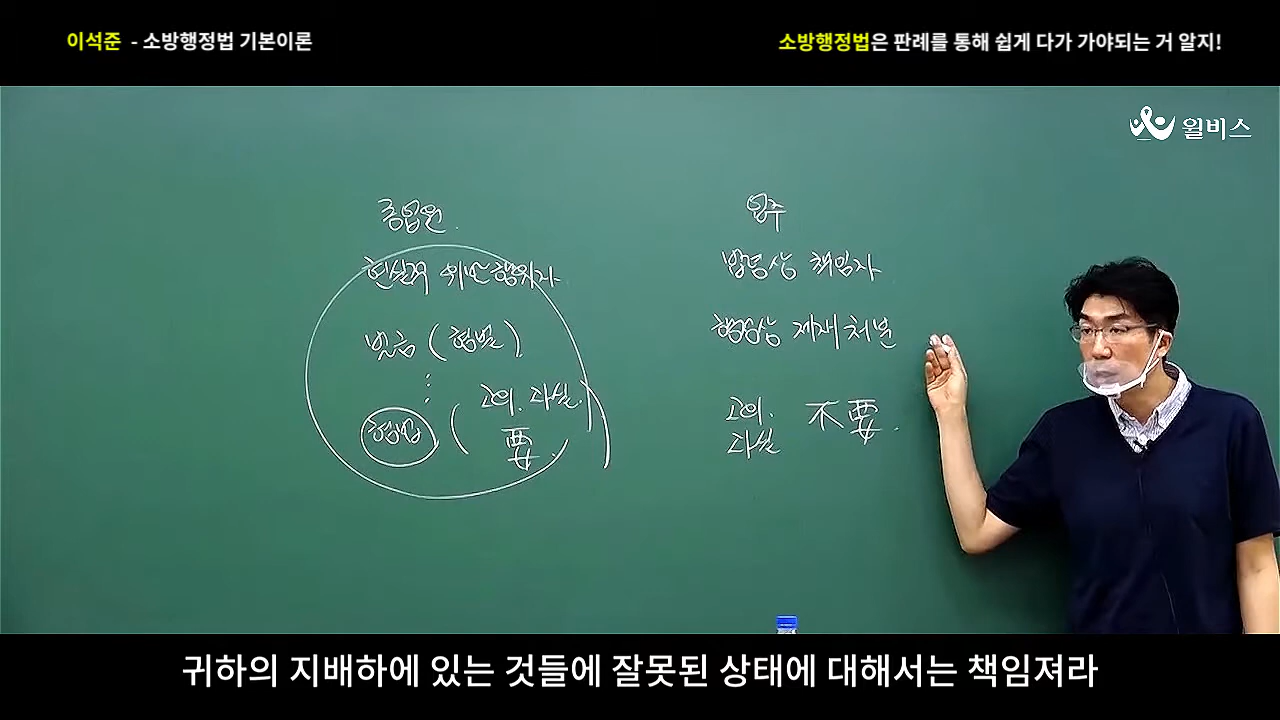 이석준 - 소방행정법 기본이론
소방행정법은 판례를 통해 쉽게 다가 가야되는 거 알지!
윌비스
종업원.
현실적 위반행위자
벌금 (형벌)
형법 ( 고의. 과실. 要. )
업주
법령상 책임자
행정상 제재처분
고의. 과실 不要.
귀하의 지배하에 있는 것들에 잘못된 상태에 대해서는 책임져라